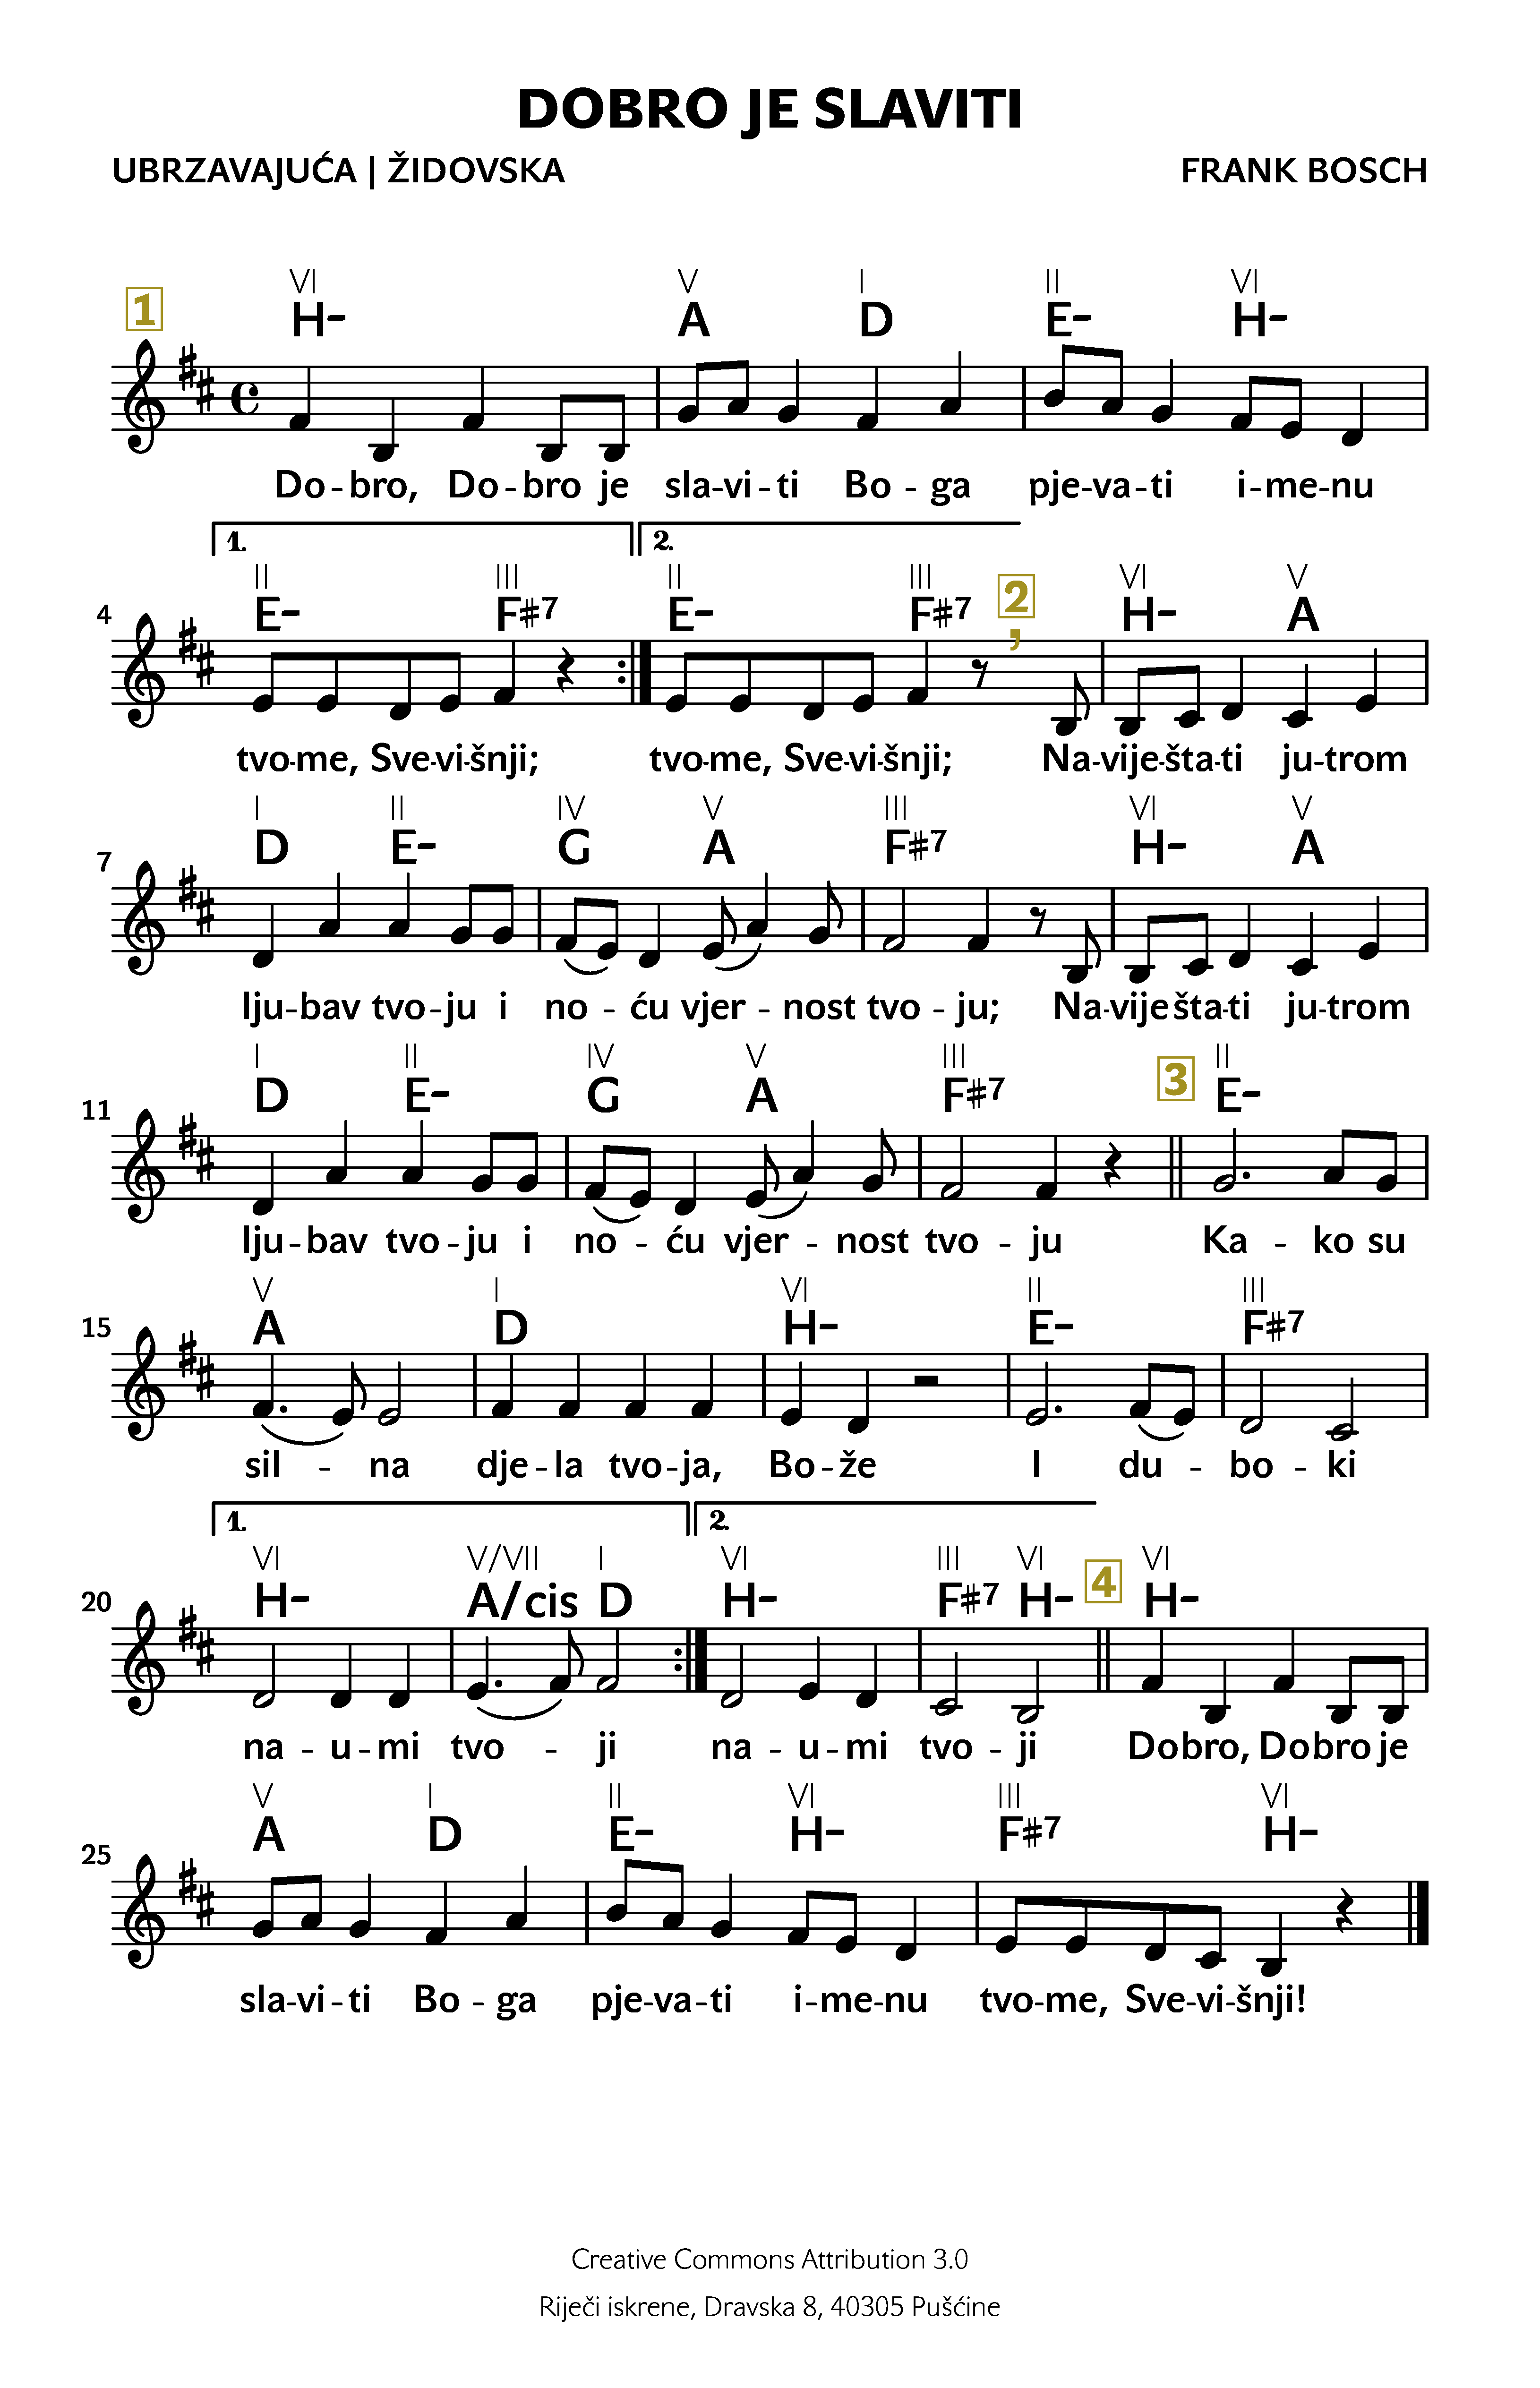 DOBRO JE SLAVITI
UBRZAVAJUĆA | ŽIDOVSKA FRANK BOSCH
VI V I II VI
1 H- A D E- H-
Do-bro, Do-bro je sla-vi-ti Bo-ga pje-va-ti i-me-nu
1. 2.
II III II III VI V
4 E- F#7 E- F#7 2 H- A
tvo-me, Sve-vi-šnji; tvo-me, Sve-vi-šnji; Na-vije-šta-ti ju-trom
I II IV V III VI V
7 D E- G A F#7 H- A
lju-bav tvo-ju i no-ću vjer-nost tvo-ju; Na-vije šta-ti ju-trom
I II IV V III II
11 D E- G A F#7 3 E-
lju-bav tvo-ju i no-ću vjer-nost tvo-ju Ka-ko su
V I VI II III
15 A D H- E- F#7
sil-na dje-la tvo-ja, Bo-že I du-bo-ki
1. 2.
VI V/VII I VI III VI VI
20 H- A/cis D H- F#7 H- 4 H-
na-u-mi tvo-ji na-u-mi tvo-ji Dobro, Dobro je
V I II VI III VI
25 A D E- H- F#7 H-
sla-vi-ti Bo-ga pje-va-ti i-me-nu tvo-me, Sve-vi-šnji!
Creative Commons Attribution 3.0
Riječi iskrene, Dravska 8, 40305 Pušćine